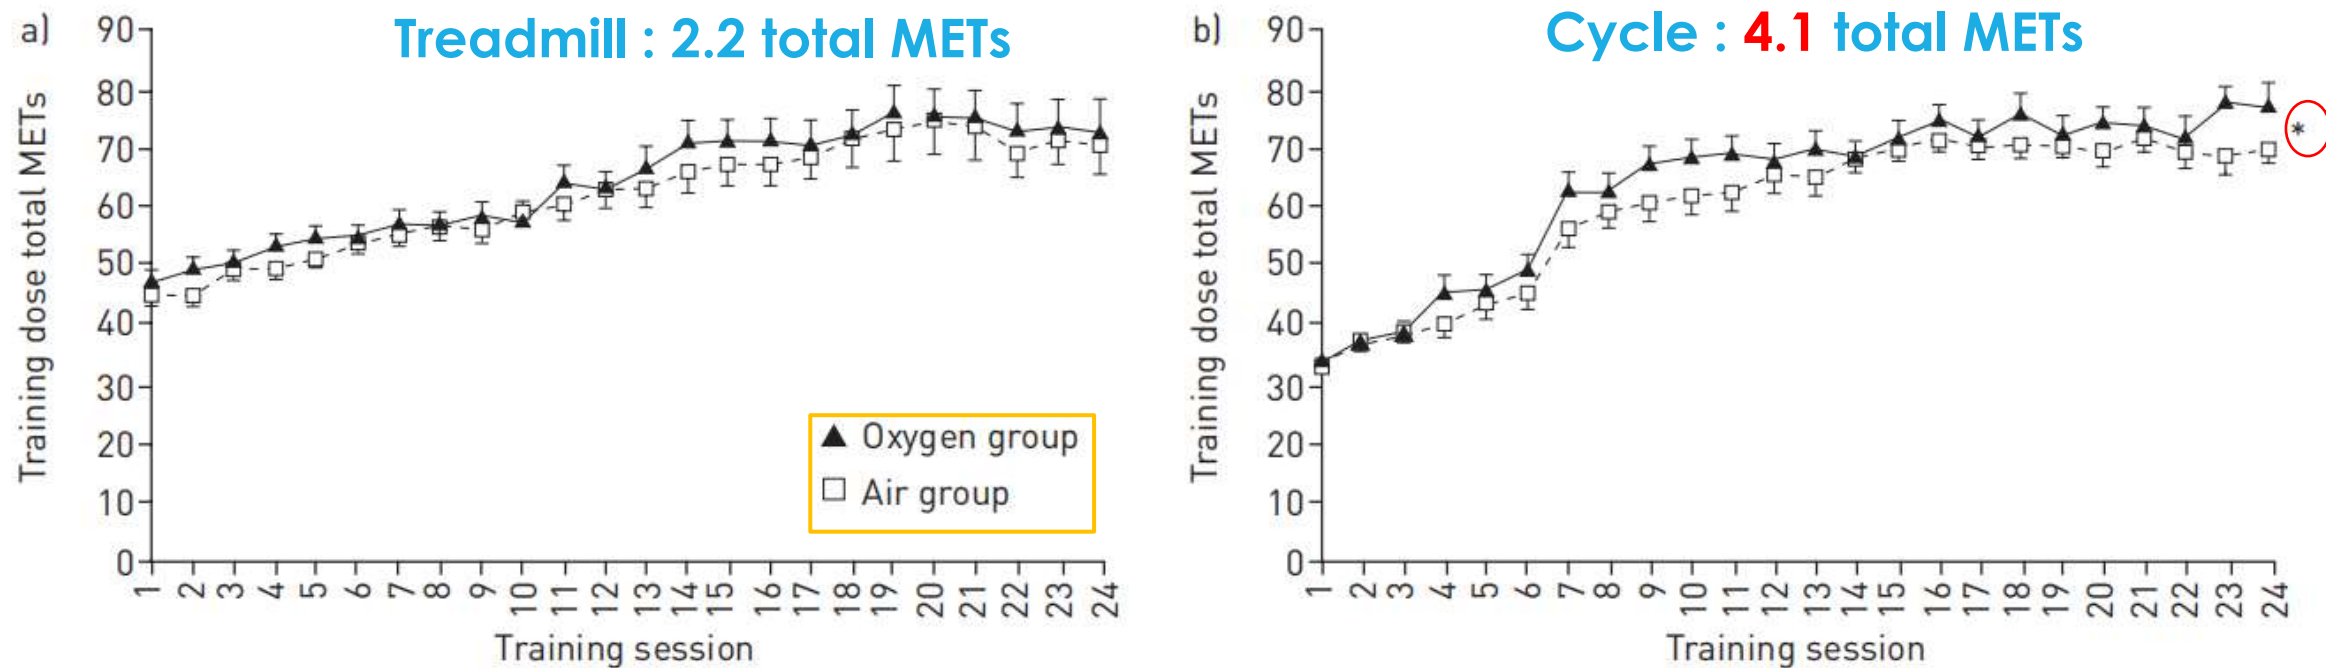 a)
Treadmill : 2.2 total METs
Training dose total METs
90
80
70
60
50
40
30
20
10
0
▲ Oxygen group
□ Air group
1 2 3 4 5 6 7 8 9 10 11 12 13 14 15 16 17 18 19 20 21 22 23 24
Training session
b)
Cycle : 4.1 total METs
Training dose total METs
90
80
70
60
50
40
30
20
10
0
*
1 2 3 4 5 6 7 8 9 10 11 12 13 14 15 16 17 18 19 20 21 22 23 24
Training session